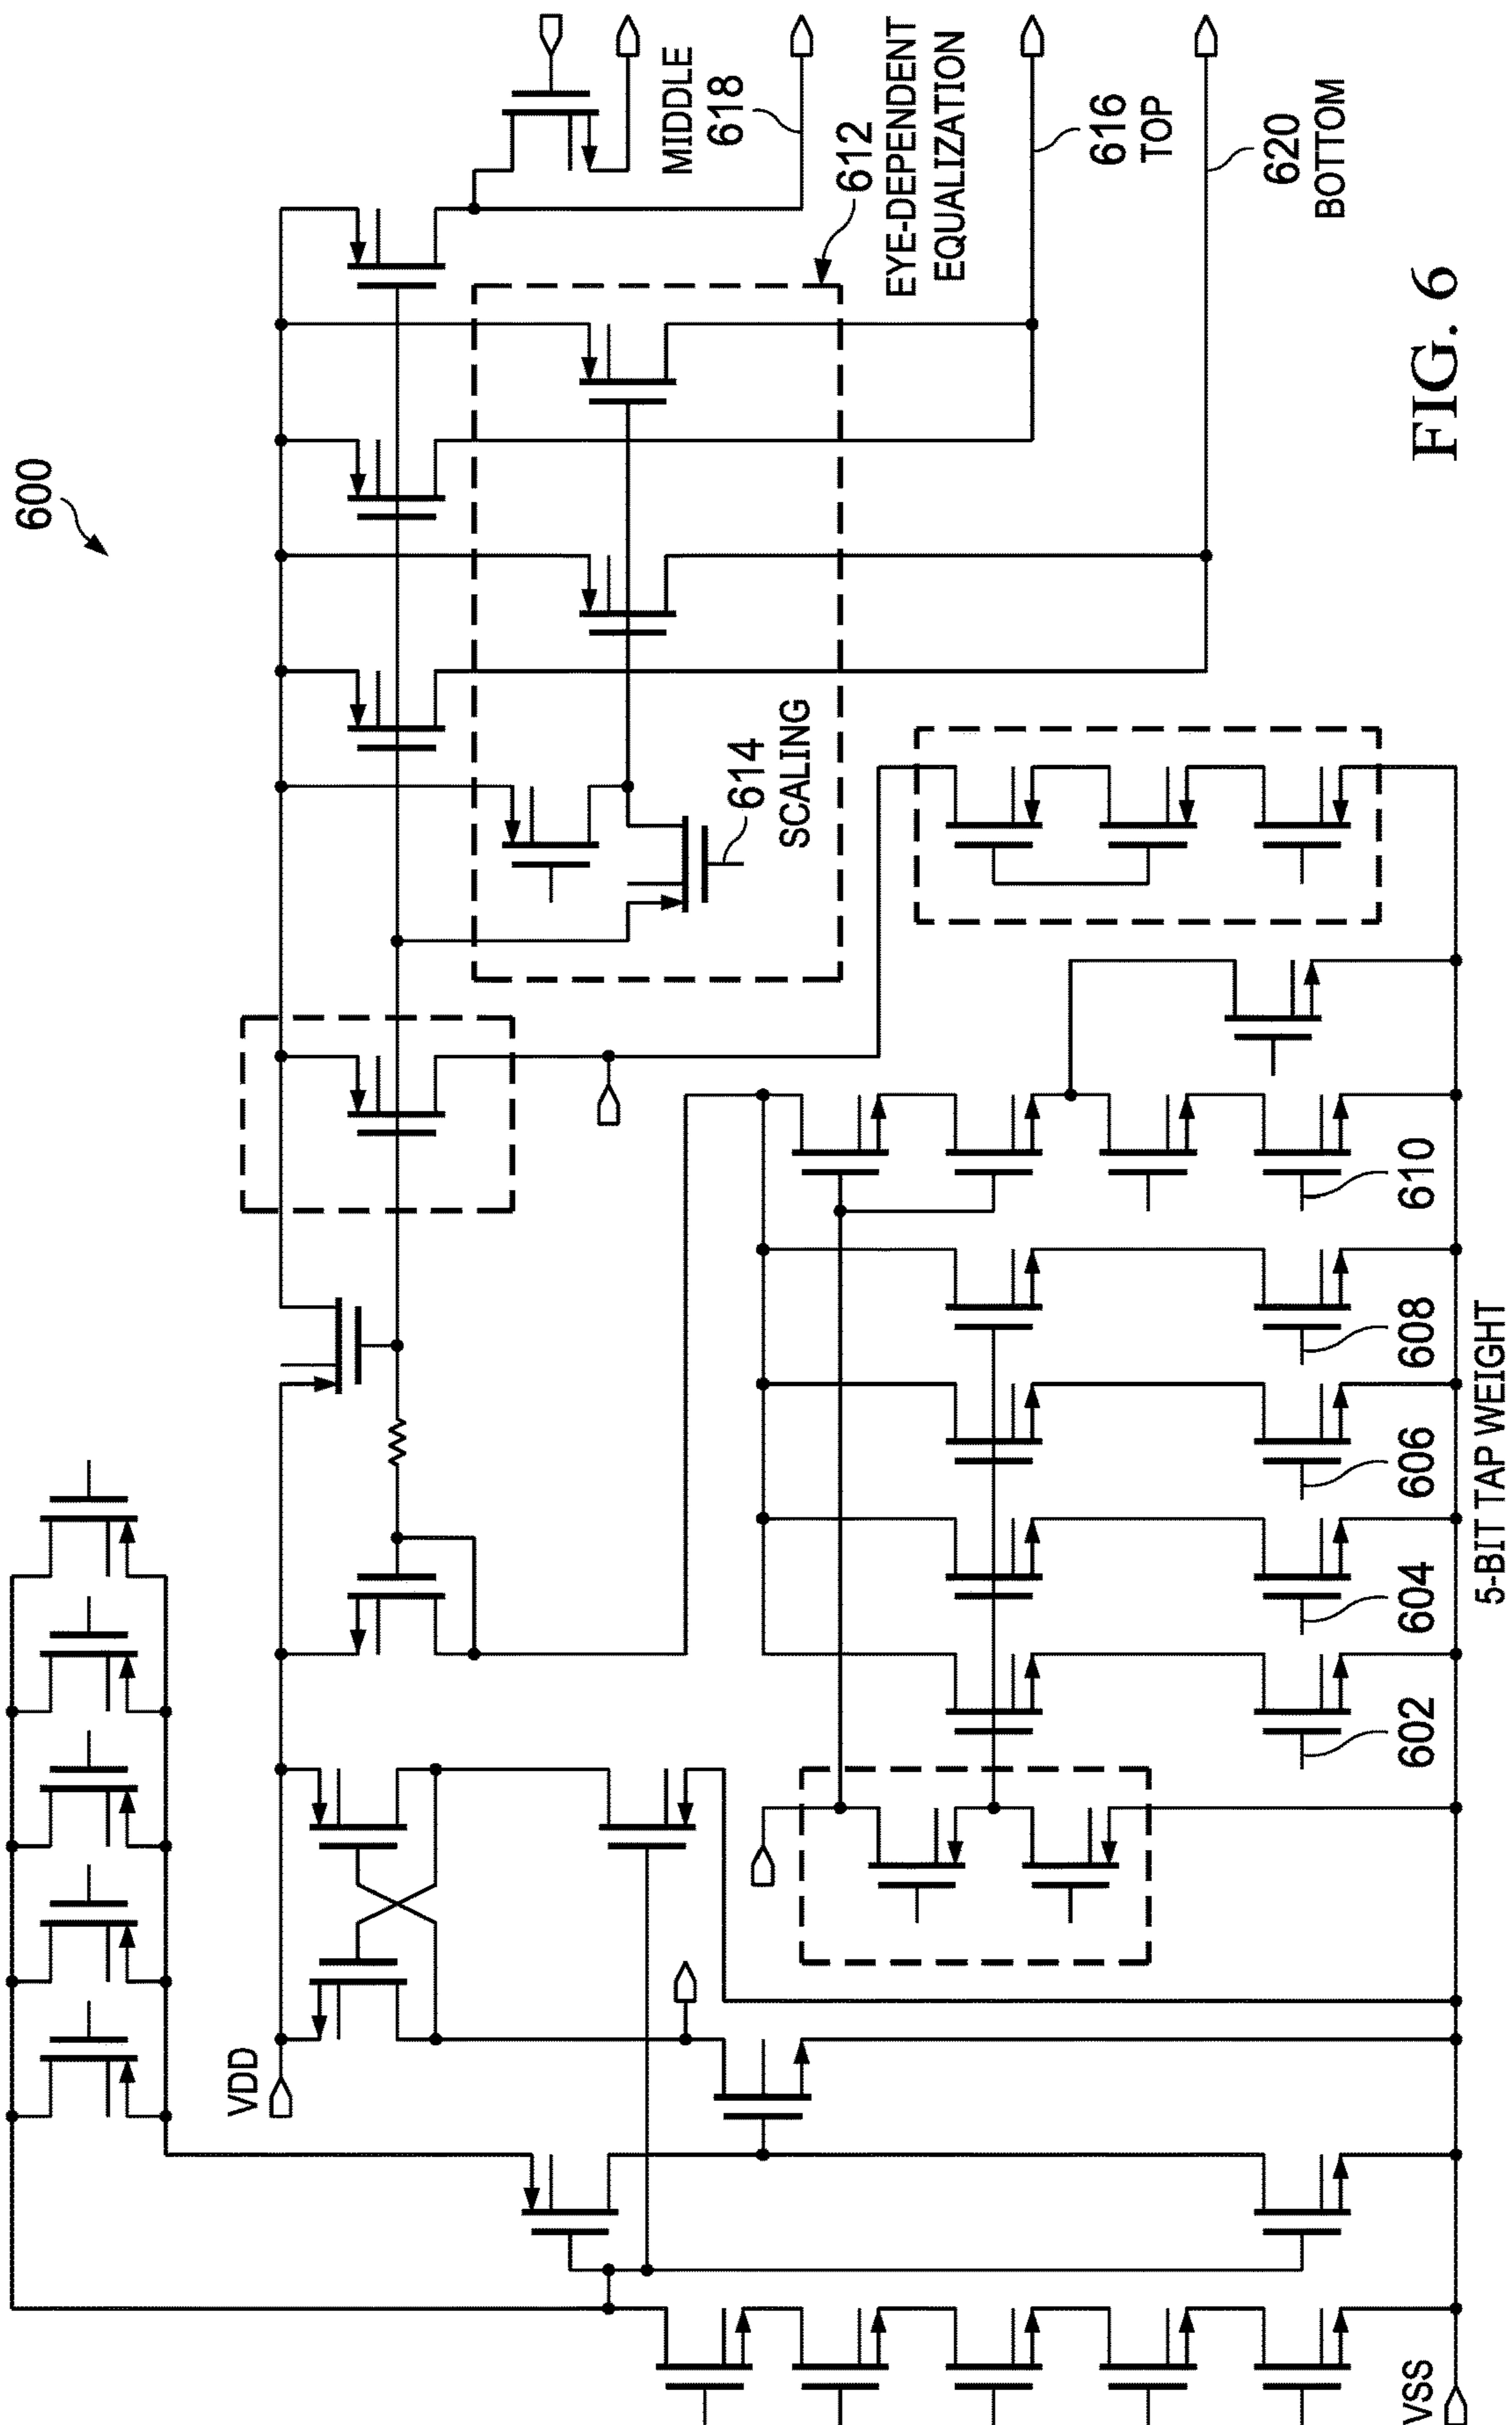 600
MIDDLE
618
612
EYE-DEPENDENT
EQUALIZATION
616
TOP
620
BOTTOM
614
SCALING
VDD
610
608
606
604
602
5-BIT TAP WEIGHT
VSS
FIG. 6